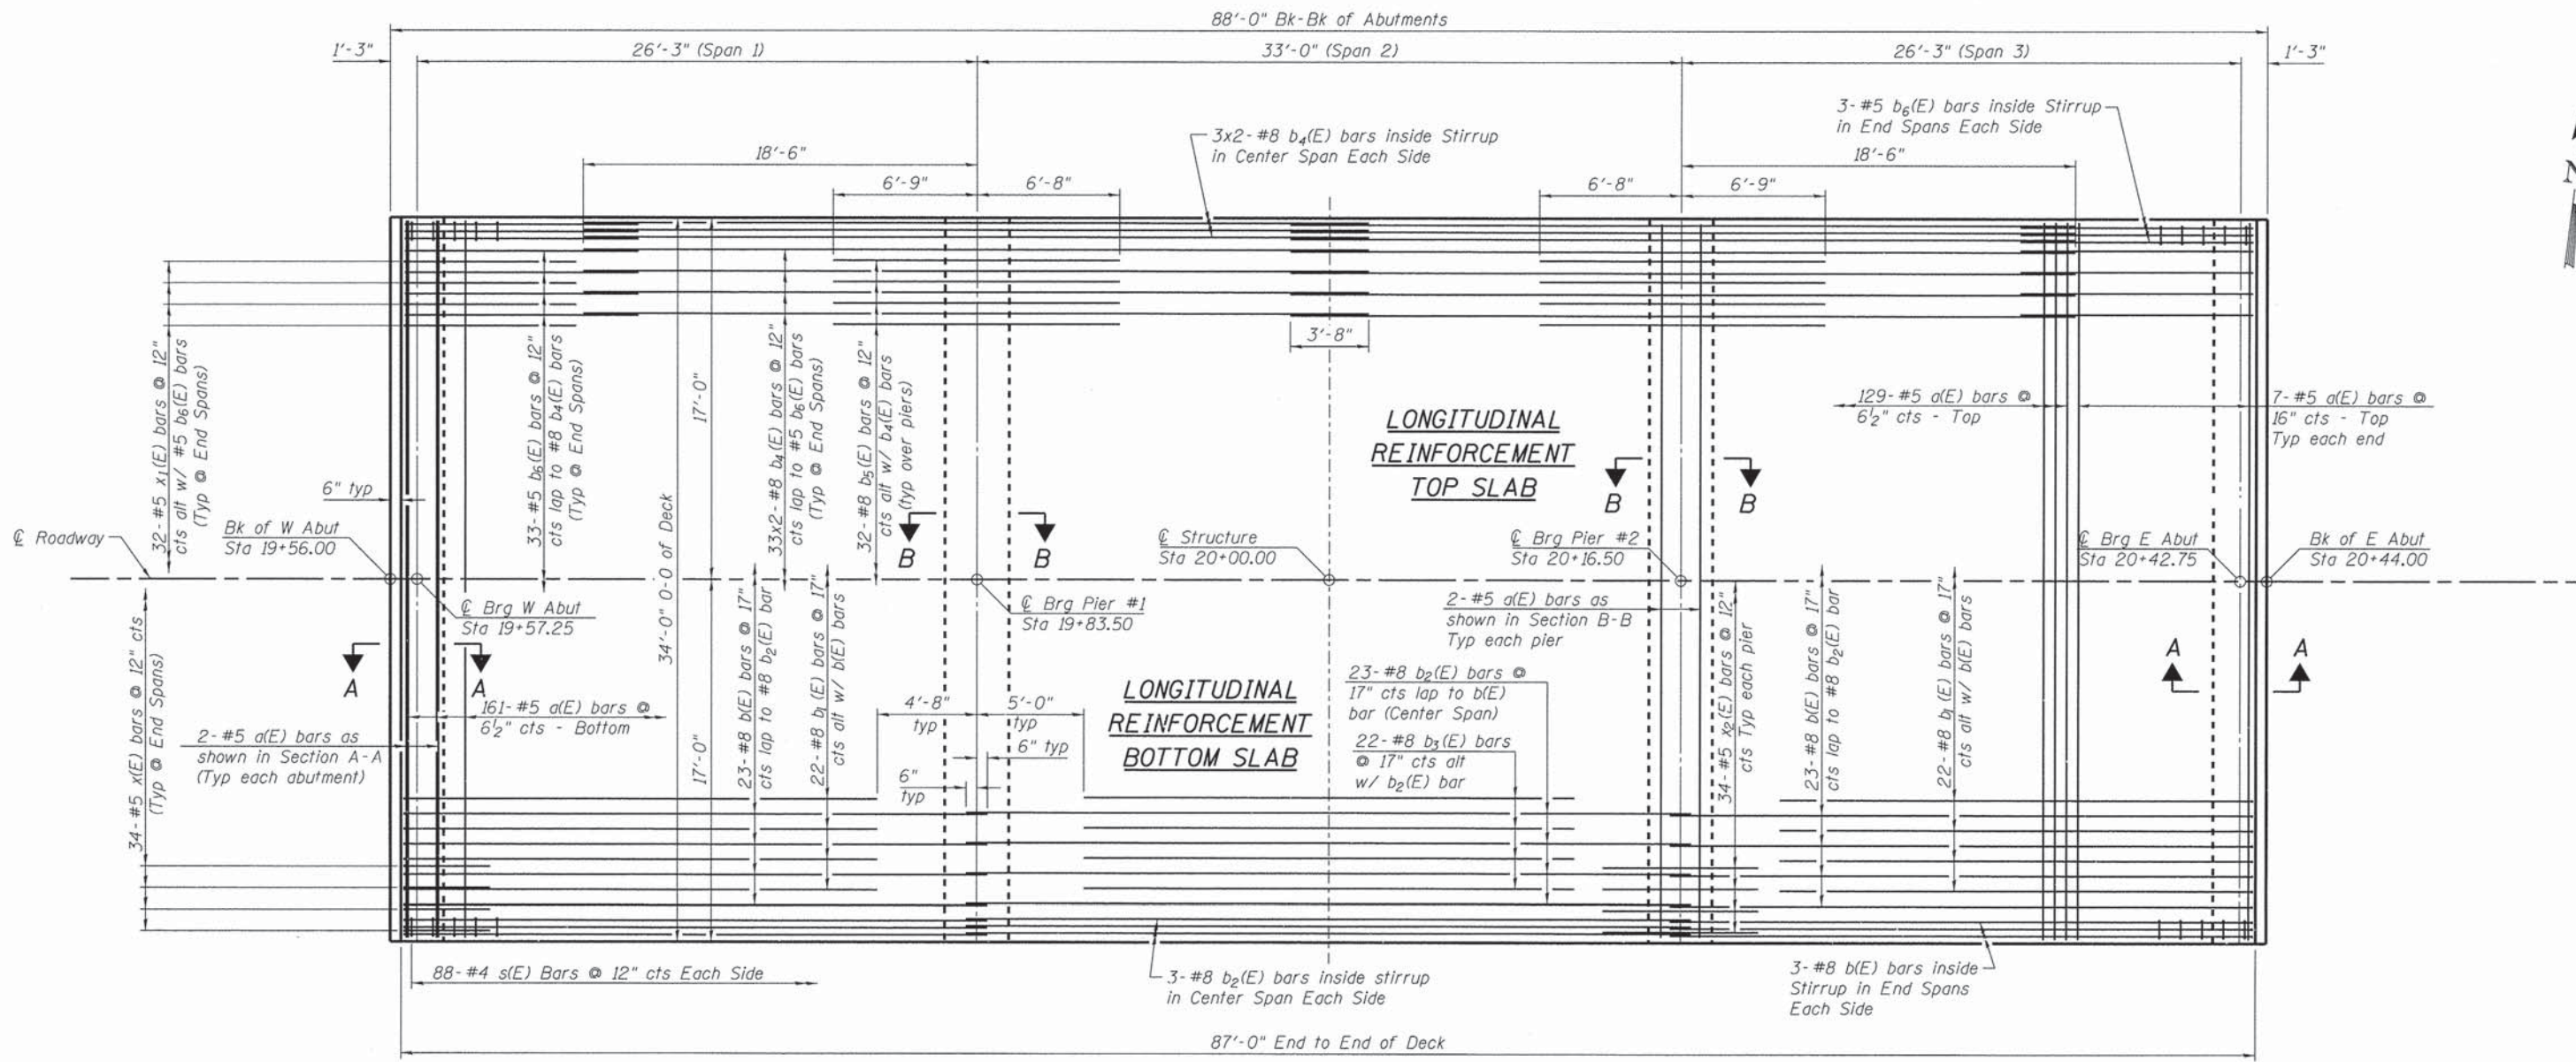 88'-0" Bk-Bk of Abutments
1'-3"
26'-3" (Span 1)
33'-0" (Span 2)
26'-3" (Span 3)
1'-3"
3x2-#8 b₄(E) bars inside Stirrup
in Center Span Each Side
3-#5 b₆(E) bars inside Stirrup
in End Spans Each Side
18'-6"
18'-6"
6'-9"
6'-8"
6'-8"
6'-9"
N
3'-8"
32-#5 x₁(E) bars @ 12"
cts alt w/ #5 b₆(E) bars
(Typ @ End Spans)
33-#5 b₆(E) bars @ 12"
cts lap to #8 b₄(E) bars
(Typ @ End Spans)
17'-0"
33x2-#8 b₄(E) bars @ 12"
cts lap to #5 b₆(E) bars
(Typ @ End Spans)
32-#8 b₅(E) bars @ 12"
cts alt w/ b₄(E) bars
(typ over piers)
LONGITUDINAL
REINFORCEMENT
TOP SLAB
129-#5 a(E) bars @
6½" cts - Top
7-#5 a(E) bars @
16" cts - Top
Typ each end
6" typ
B
B
B
B
℄ Roadway
Bk of W Abut
Sta 19+56.00
℄ Structure
Sta 20+00.00
℄ Brg Pier #2
Sta 20+16.50
℄ Brg E Abut
Sta 20+42.75
Bk of E Abut
Sta 20+44.00
℄ Brg W Abut
Sta 19+57.25
34'-0" O-O of Deck
℄ Brg Pier #1
Sta 19+83.50
2-#5 a(E) bars as
shown in Section B-B
Typ each pier
A
A
A
A
34-#5 x(E) bars @ 12" cts
(Typ @ End Spans)
161-#5 a(E) bars @
6½" cts - Bottom
2-#5 a(E) bars as
shown in Section A-A
(Typ each abutment)
17'-0"
23-#8 b(E) bars @ 17"
cts lap to #8 b₂(E) bar
22-#8 b₁(E) bars @ 17"
cts alt w/ b(E) bars
4'-8"
typ
5'-0"
typ
6" typ
6"
typ
LONGITUDINAL
REINFORCEMENT
BOTTOM SLAB
23-#8 b₂(E) bars @
17" cts lap to b(E)
bar (Center Span)
22-#8 b₃(E) bars
@ 17" cts alt
w/ b₂(E) bar
34-#5 x₂(E) bars @ 12"
cts Typ each pier
23-#8 b(E) bars @ 17"
cts lap to #8 b₂(E) bar
22-#8 b₁(E) bars @ 17"
cts alt w/ b(E) bars
88-#4 s(E) Bars @ 12" cts Each Side
3-#8 b₂(E) bars inside stirrup
in Center Span Each Side
3-#8 b(E) bars inside
Stirrup in End Spans
Each Side
87'-0" End to End of Deck